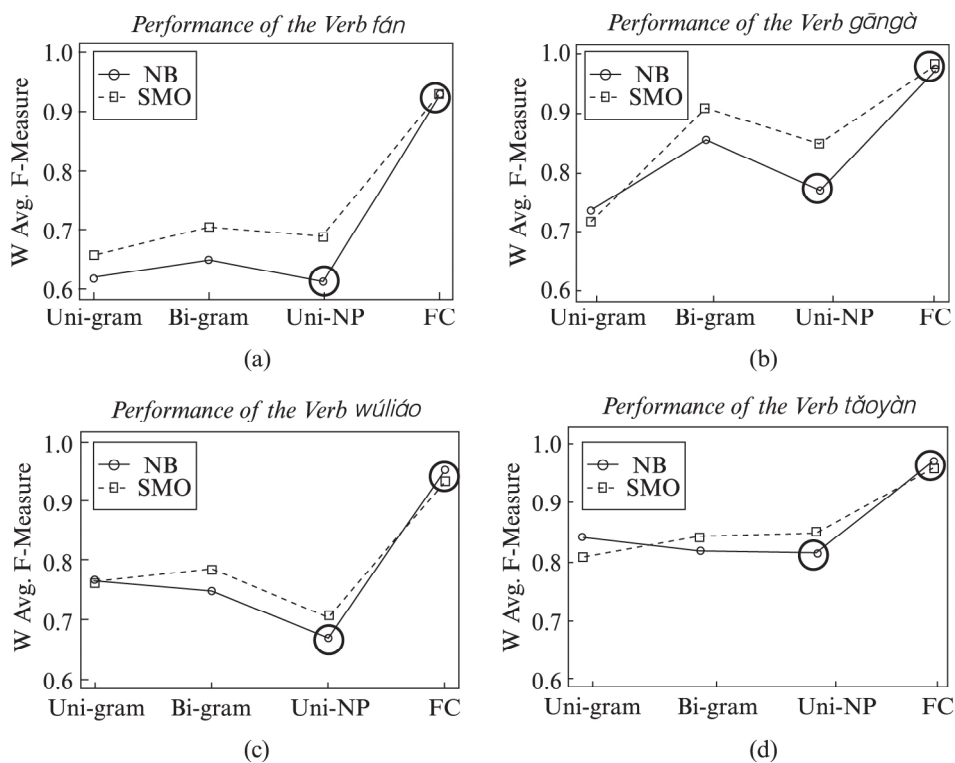 Performance of the Verb fán
W Avg. F-Measure
1.0
0.9
0.8
0.7
0.6
NB
SMO
Uni-gram Bi-gram Uni-NP FC
(a)
Performance of the Verb gāngà
W Avg. F-Measure
1.0
0.9
0.8
0.7
0.6
NB
SMO
Uni-gram Bi-gram Uni-NP FC
(b)
Performance of the Verb wúliáo
W Avg. F-Measure
1.0
0.9
0.8
0.7
0.6
NB
SMO
Uni-gram Bi-gram Uni-NP FC
(c)
Performance of the Verb tǎoyàn
W Avg. F-Measure
1.0
0.9
0.8
0.7
0.6
NB
SMO
Uni-gram Bi-gram Uni-NP FC
(d)